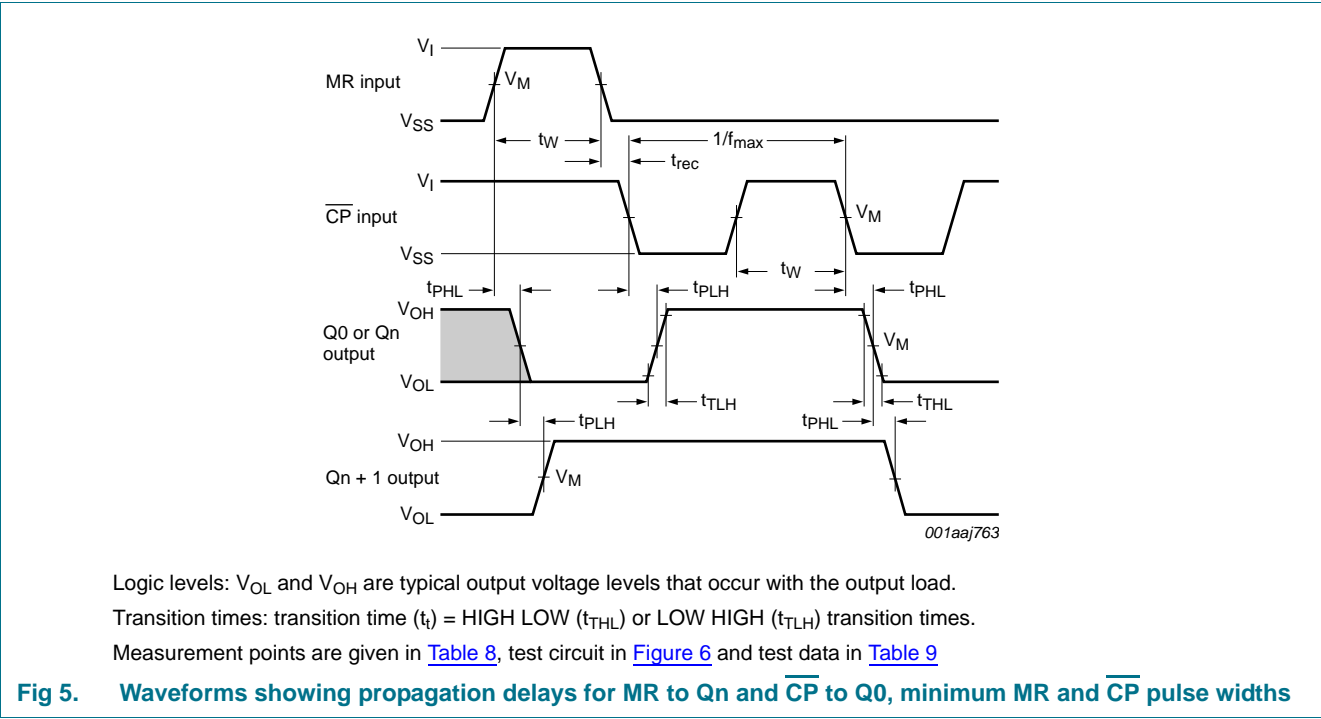 VI
MR input
VM
VSS
tW
1/fmax
trec
VI
CP input
VM
VSS
tW
tPHL
tPLH
tPHL
VOH
Q0 or Qn
output
VM
VOL
tTLH
tTHL
tPLH
tPHL
VOH
Qn + 1 output
VM
VOL
001aaj763
Logic levels: VOL and VOH are typical output voltage levels that occur with the output load.
Transition times: transition time (tt) = HIGH LOW (tTHL) or LOW HIGH (tTLH) transition times.
Measurement points are given in Table 8, test circuit in Figure 6 and test data in Table 9
Fig 5. Waveforms showing propagation delays for MR to Qn and CP to Q0, minimum MR and CP pulse widths